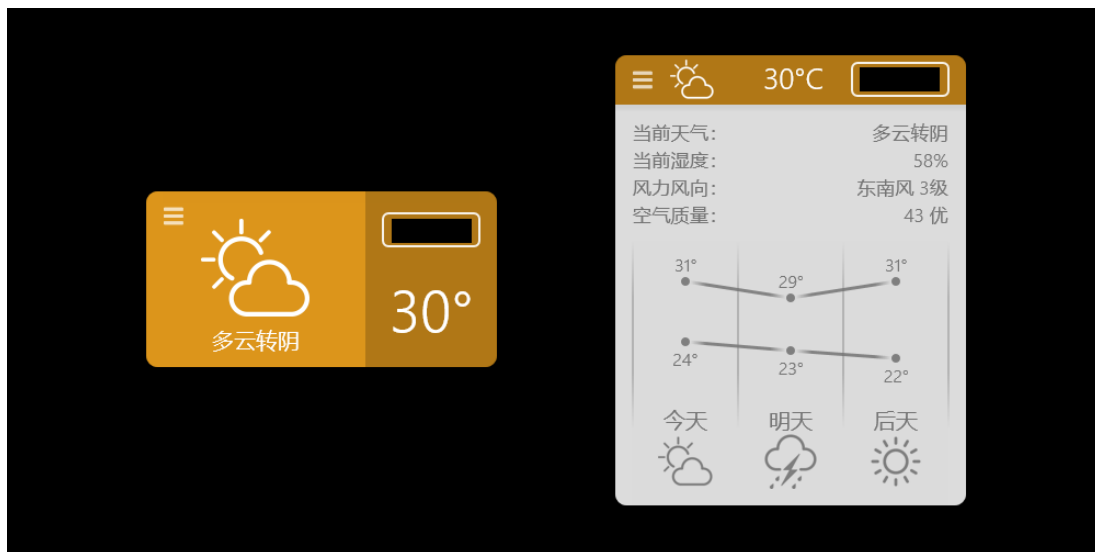 多云转阴
30°
30°C
当前天气： 多云转阴
当前湿度： 58%
风力风向： 东南风 3级
空气质量： 43 优
31° 29° 31°
24° 23° 22°
今天 明天 后天